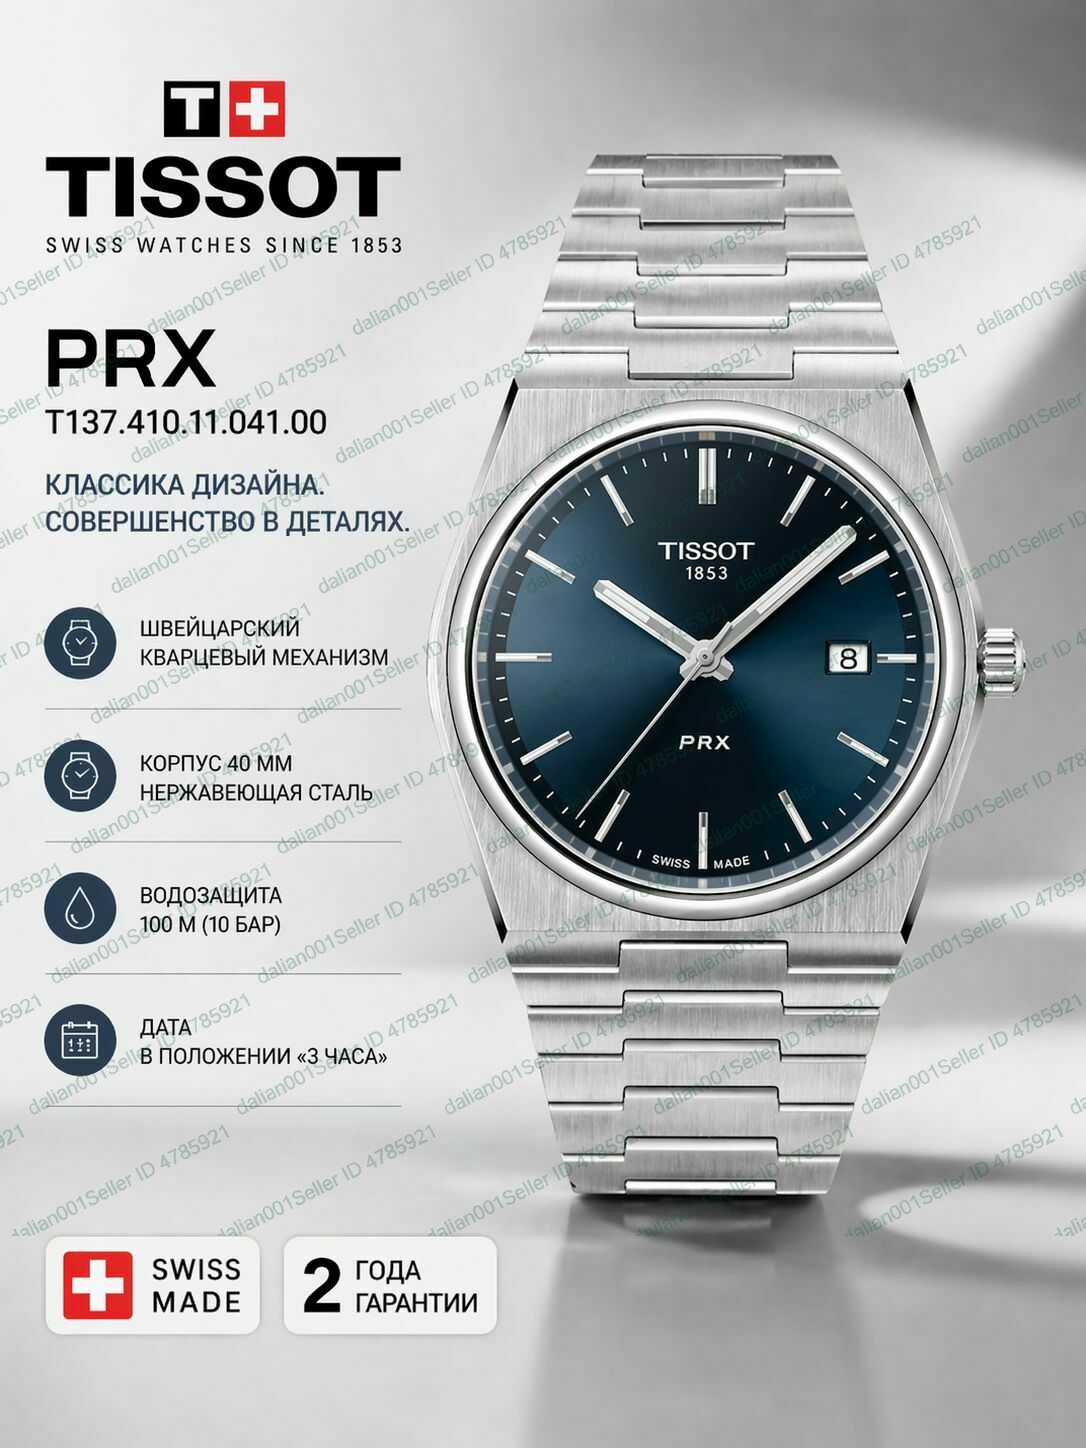 T+
TISSOT
SWISS WATCHES SINCE 1853
PRX
T137.410.11.041.00
КЛАССИКА ДИЗАЙНА.
СОВЕРШЕНСТВО В ДЕТАЛЯХ.
ШВЕЙЦАРСКИЙ
КВАРЦЕВЫЙ МЕХАНИЗМ
КОРПУС 40 ММ
НЕРЖАВЕЮЩАЯ СТАЛЬ
ВОДОЗАЩИТА
100 М (10 БАР)
ДАТА
В ПОЛОЖЕНИИ «3 ЧАСА»
SWISS
MADE
2 ГОДА
ГАРАНТИИ
TISSOT
1853
8
PRX
SWISS MADE
dalian001Seller ID 4785921